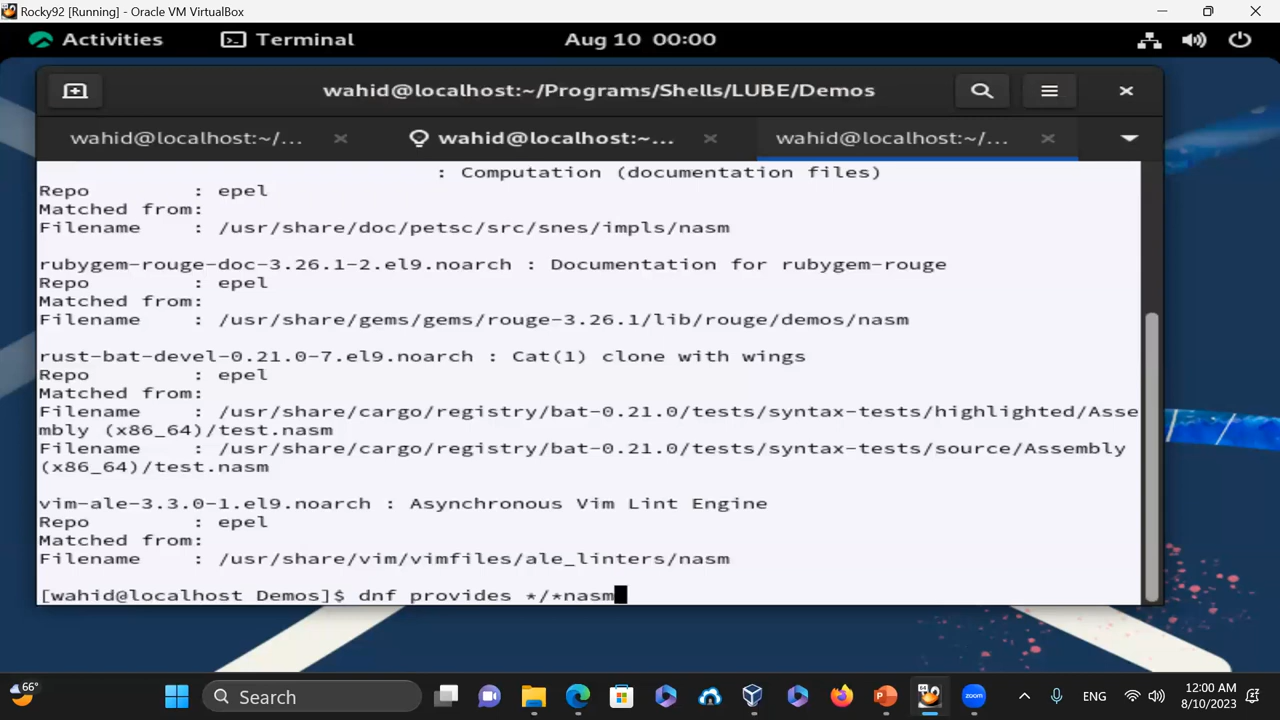 Rocky92 [Running] - Oracle VM VirtualBox
Activities Terminal Aug 10 00:00
wahid@localhost:~/Programs/Shells/LUBE/Demos
wahid@localhost:~/... wahid@localhost:~... wahid@localhost:~/...
: Computation (documentation files)
Repo : epel
Matched from:
Filename : /usr/share/doc/petsc/src/snes/impls/nasm
rubygem-rouge-doc-3.26.1-2.el9.noarch : Documentation for rubygem-rouge
Repo : epel
Matched from:
Filename : /usr/share/gems/gems/rouge-3.26.1/lib/rouge/demos/nasm
rust-bat-devel-0.21.0-7.el9.noarch : Cat(1) clone with wings
Repo : epel
Matched from:
Filename : /usr/share/cargo/registry/bat-0.21.0/tests/syntax-tests/highlighted/Asse
mbly (x86_64)/test.nasm
Filename : /usr/share/cargo/registry/bat-0.21.0/tests/syntax-tests/source/Assembly
(x86_64)/test.nasm
vim-ale-3.3.0-1.el9.noarch : Asynchronous Vim Lint Engine
Repo : epel
Matched from:
Filename : /usr/share/vim/vimfiles/ale_linters/nasm
[wahid@localhost Demos]$ dnf provides */*nasm
66°
Search
zoom
ENG
12:00 AM
8/10/2023